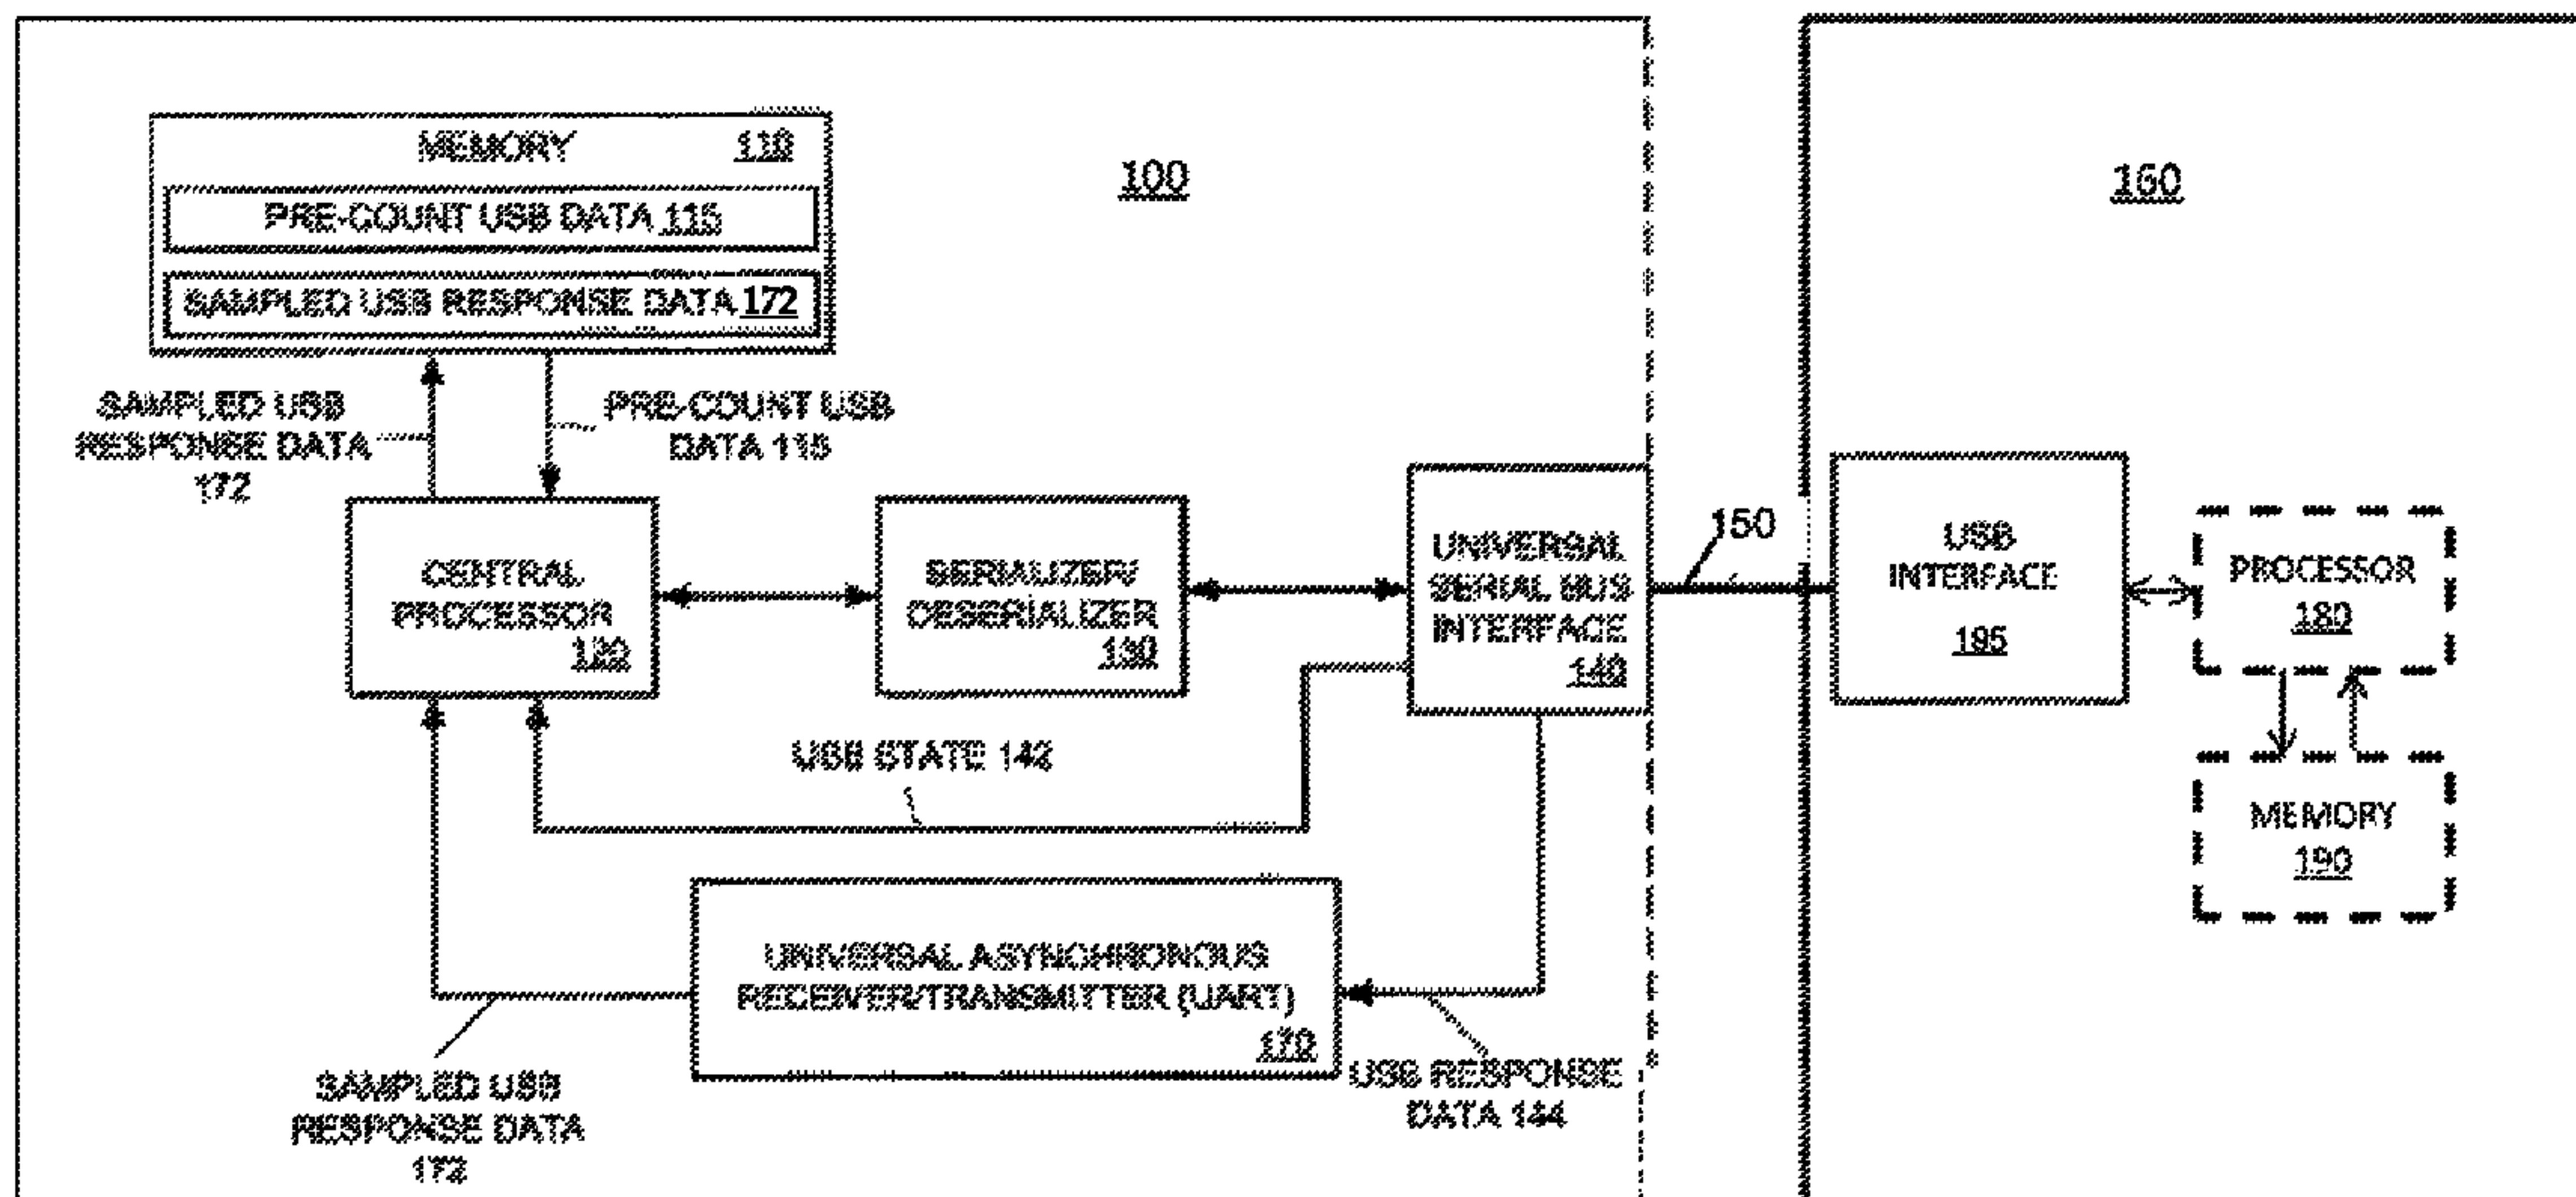 MEMORY 110
100
160
PRE-COUNT USB DATA 115
SAMPLED USB RESPONSE DATA 172
SAMPLED USB
RESPONSE DATA
172
PRE-COUNT USB
DATA 115
CENTRAL
PROCESSOR
120
SERIALIZER/
DESERIALIZER
130
UNIVERSAL
SERIAL BUS
INTERFACE
140
150
USB
INTERFACE
195
PROCESSOR
180
USB STATE 142
MEMORY
190
UNIVERSAL ASYNCHRONOUS
RECEIVER/TRANSMITTER (UART)
170
SAMPLED USB
RESPONSE DATA
172
USB RESPONSE
DATA 144